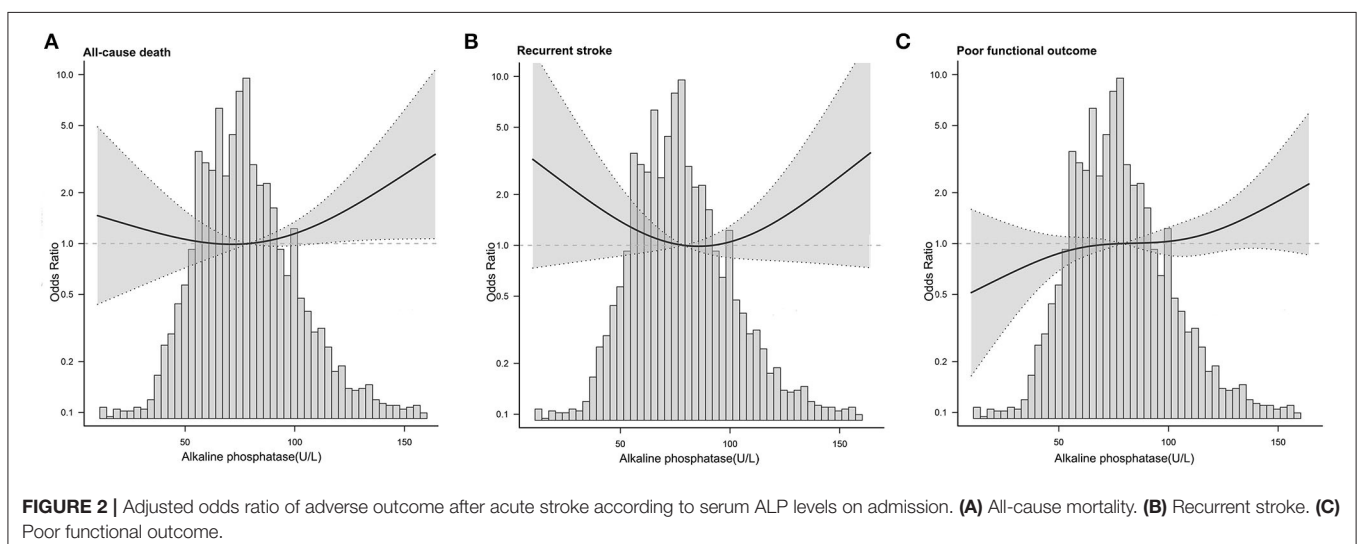 A
All-cause death
10.0
5.0
2.0
1.0
0.5
0.2
0.1
Odds Ratio
50
100
150
Alkaline phosphatase(U/L)
B
Recurrent stroke
10.0
5.0
2.0
1.0
0.5
0.2
0.1
Odds Ratio
50
100
150
Alkaline phosphatase(U/L)
C
Poor functional outcome
10.0
5.0
2.0
1.0
0.5
0.2
0.1
Odds Ratio
50
100
150
Alkaline phosphatase(U/L)
FIGURE 2 | Adjusted odds ratio of adverse outcome after acute stroke according to serum ALP levels on admission. (A) All-cause mortality. (B) Recurrent stroke. (C)
Poor functional outcome.